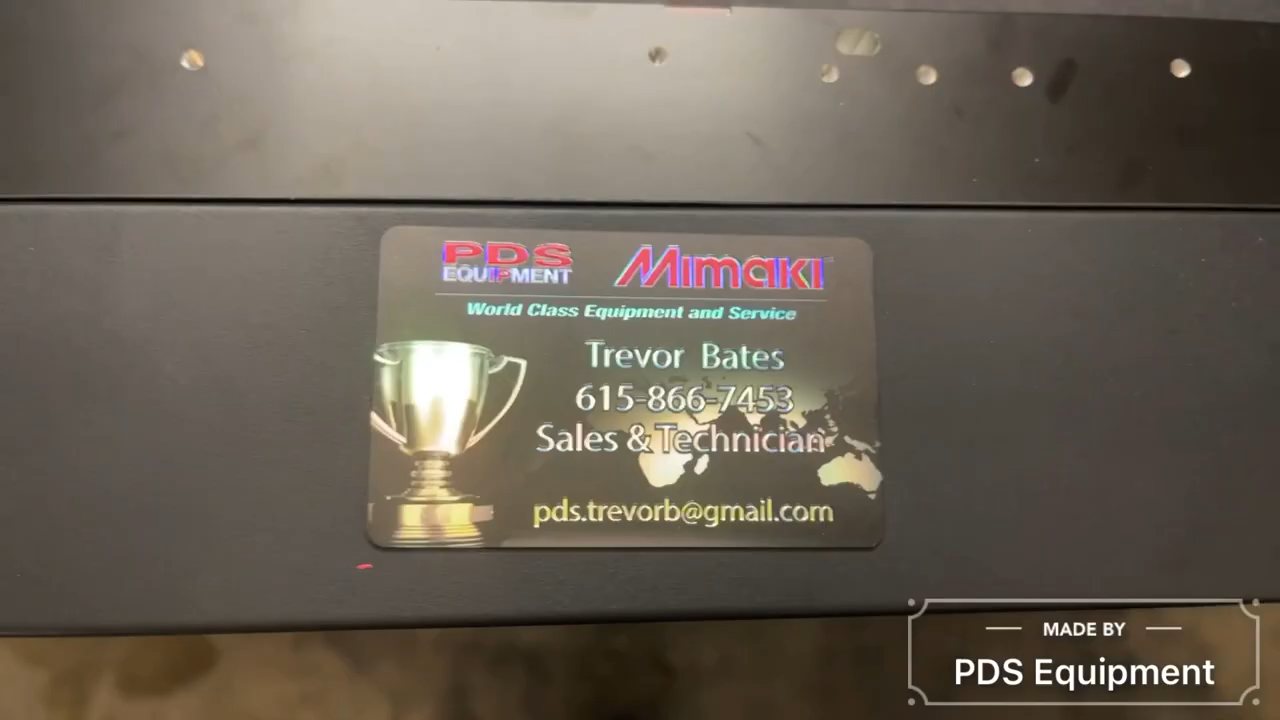 PDS MIMAKI
EQUIPMENT
World Class Equipment and Service
Trevor Bates
615-866-7453
Sales & Technician
pds.trevorb@gmail.com
MADE BY
PDS Equipment